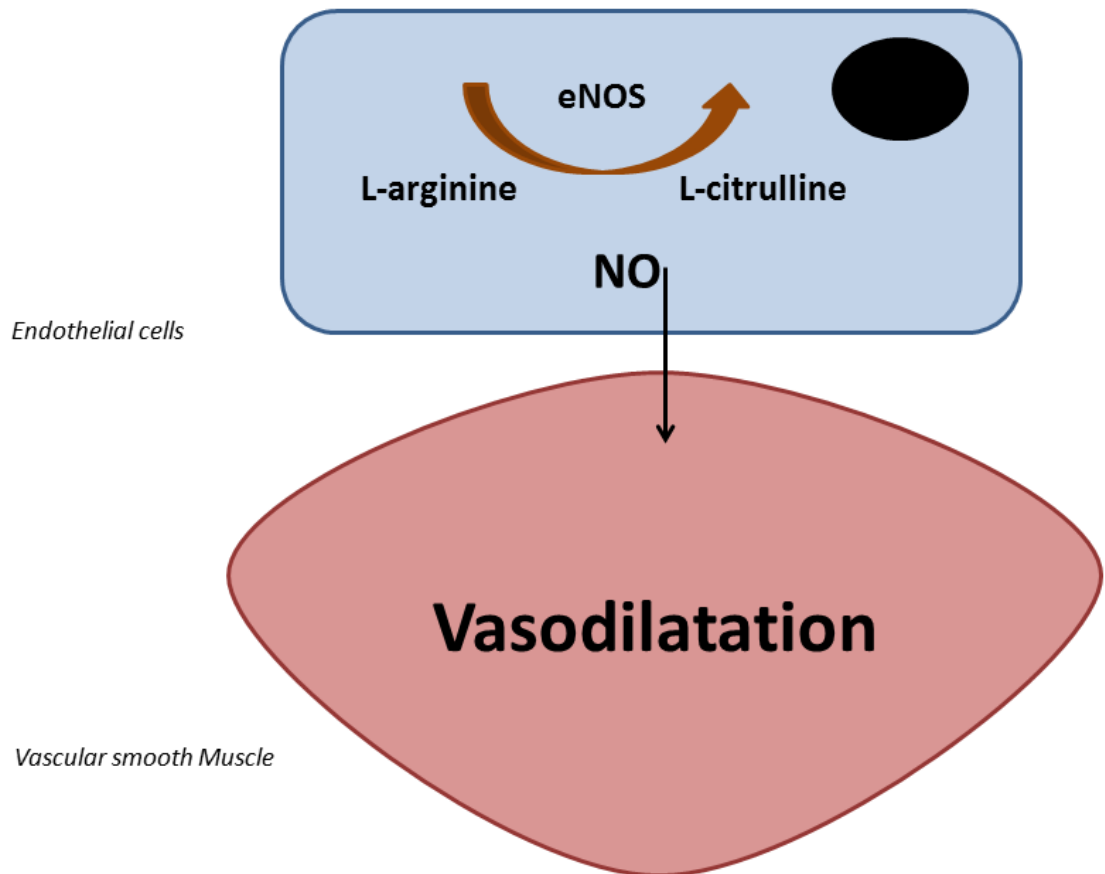 eNOS
L-arginine L-citrulline
NO
Endothelial cells
Vasodilatation
Vascular smooth Muscle